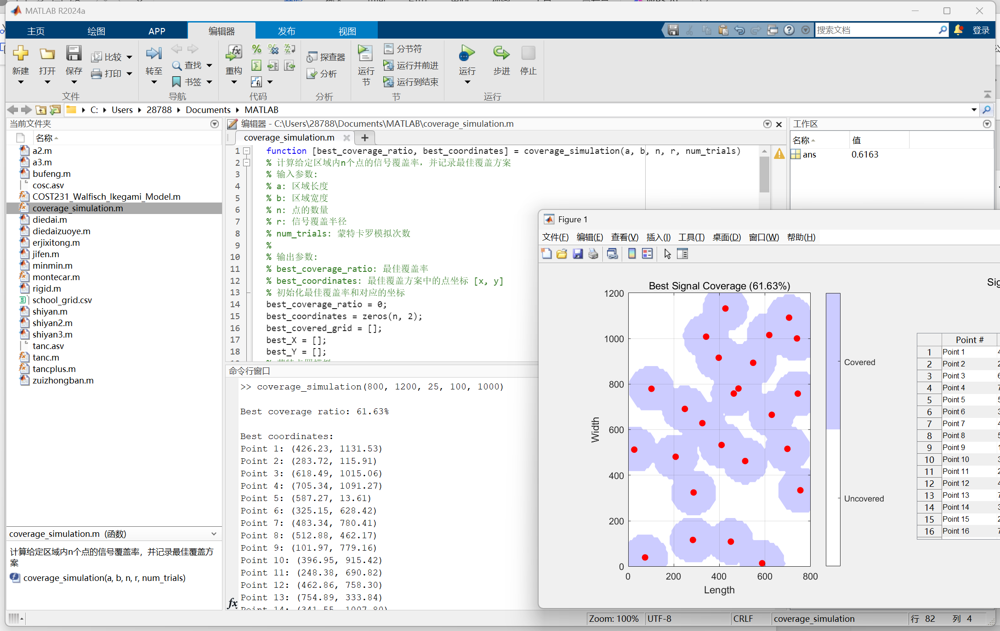 MATLAB R2024a
主页 绘图 APP 编辑器 发布 视图
搜索文档 登录
新建 打开 保存 比较 打印 转至 查找 书签 重构 探查器 分析 运行节 分节符 运行并前进 运行到结束 运行 步进 停止
文件 导航 代码 分析 节 运行
C: Users 28788 Documents MATLAB
当前文件夹
名称
a2.m
a3.m
bufeng.m
cosc.asv
COST231_Walfisch_Ikegami_Model.m
coverage_simulation.m
diedai.m
diedaizuoye.m
erjixitong.m
jifen.m
minmin.m
montecar.m
rigid.m
school_grid.csv
shiyan.m
shiyan2.m
shiyan3.m
tanc.asv
tanc.m
tancplus.m
zuizhongban.m
coverage_simulation.m (函数)
计算给定区域内n个点的信号覆盖率，并记录最佳覆盖方
案
coverage_simulation(a, b, n, r, num_trials)
编辑器 - C:\Users\28788\Documents\MATLAB\coverage_simulation.m
coverage_simulation.m
1 function [best_coverage_ratio, best_coordinates] = coverage_simulation(a, b, n, r, num_trials)
2 % 计算给定区域内n个点的信号覆盖率，并记录最佳覆盖方案
3 % 输入参数:
4 % a: 区域长度
5 % b: 区域宽度
6 % n: 点的数量
7 % r: 信号覆盖半径
8 % num_trials: 蒙特卡罗模拟次数
9 %
10 % 输出参数:
11 % best_coverage_ratio: 最佳覆盖率
12 % best_coordinates: 最佳覆盖方案中的点坐标 [x, y]
13 % 初始化最佳覆盖率和对应的坐标
14 best_coverage_ratio = 0;
15 best_coordinates = zeros(n, 2);
16 best_covered_grid = [];
17 best_X = [];
18 best_Y = [];
命令行窗口
>> coverage_simulation(800, 1200, 25, 100, 1000)
Best coverage ratio: 61.63%
Best coordinates:
Point 1: (426.23, 1131.53)
Point 2: (283.72, 115.91)
Point 3: (618.49, 1015.06)
Point 4: (705.34, 1091.27)
Point 5: (587.27, 13.61)
Point 6: (325.15, 628.42)
Point 7: (483.34, 780.41)
Point 8: (512.88, 462.17)
Point 9: (101.97, 779.16)
Point 10: (396.95, 915.42)
Point 11: (248.38, 690.82)
Point 12: (462.86, 758.30)
Point 13: (754.89, 333.84)
Point 14: (341.55, 1007.80)
fx
工作区
名称 值
ans 0.6163
Figure 1
文件(F) 编辑(E) 查看(V) 插入(I) 工具(T) 桌面(D) 窗口(W) 帮助(H)
Best Signal Coverage (61.63%)
1200
1000
800
600
400
200
0
Width
0 200 400 600 800
Length
Covered
Uncovered
Sig
Point #
1 Point 1
2 Point 2
3 Point 3
4 Point 4
5 Point 5
6 Point 6
7 Point 7
8 Point 8
9 Point 9
10 Point 10
11 Point 11
12 Point 12
13 Point 13
14 Point 14
15 Point 15
16 Point 16
Zoom: 100% UTF-8 CRLF coverage_simulation 行 82 列 4